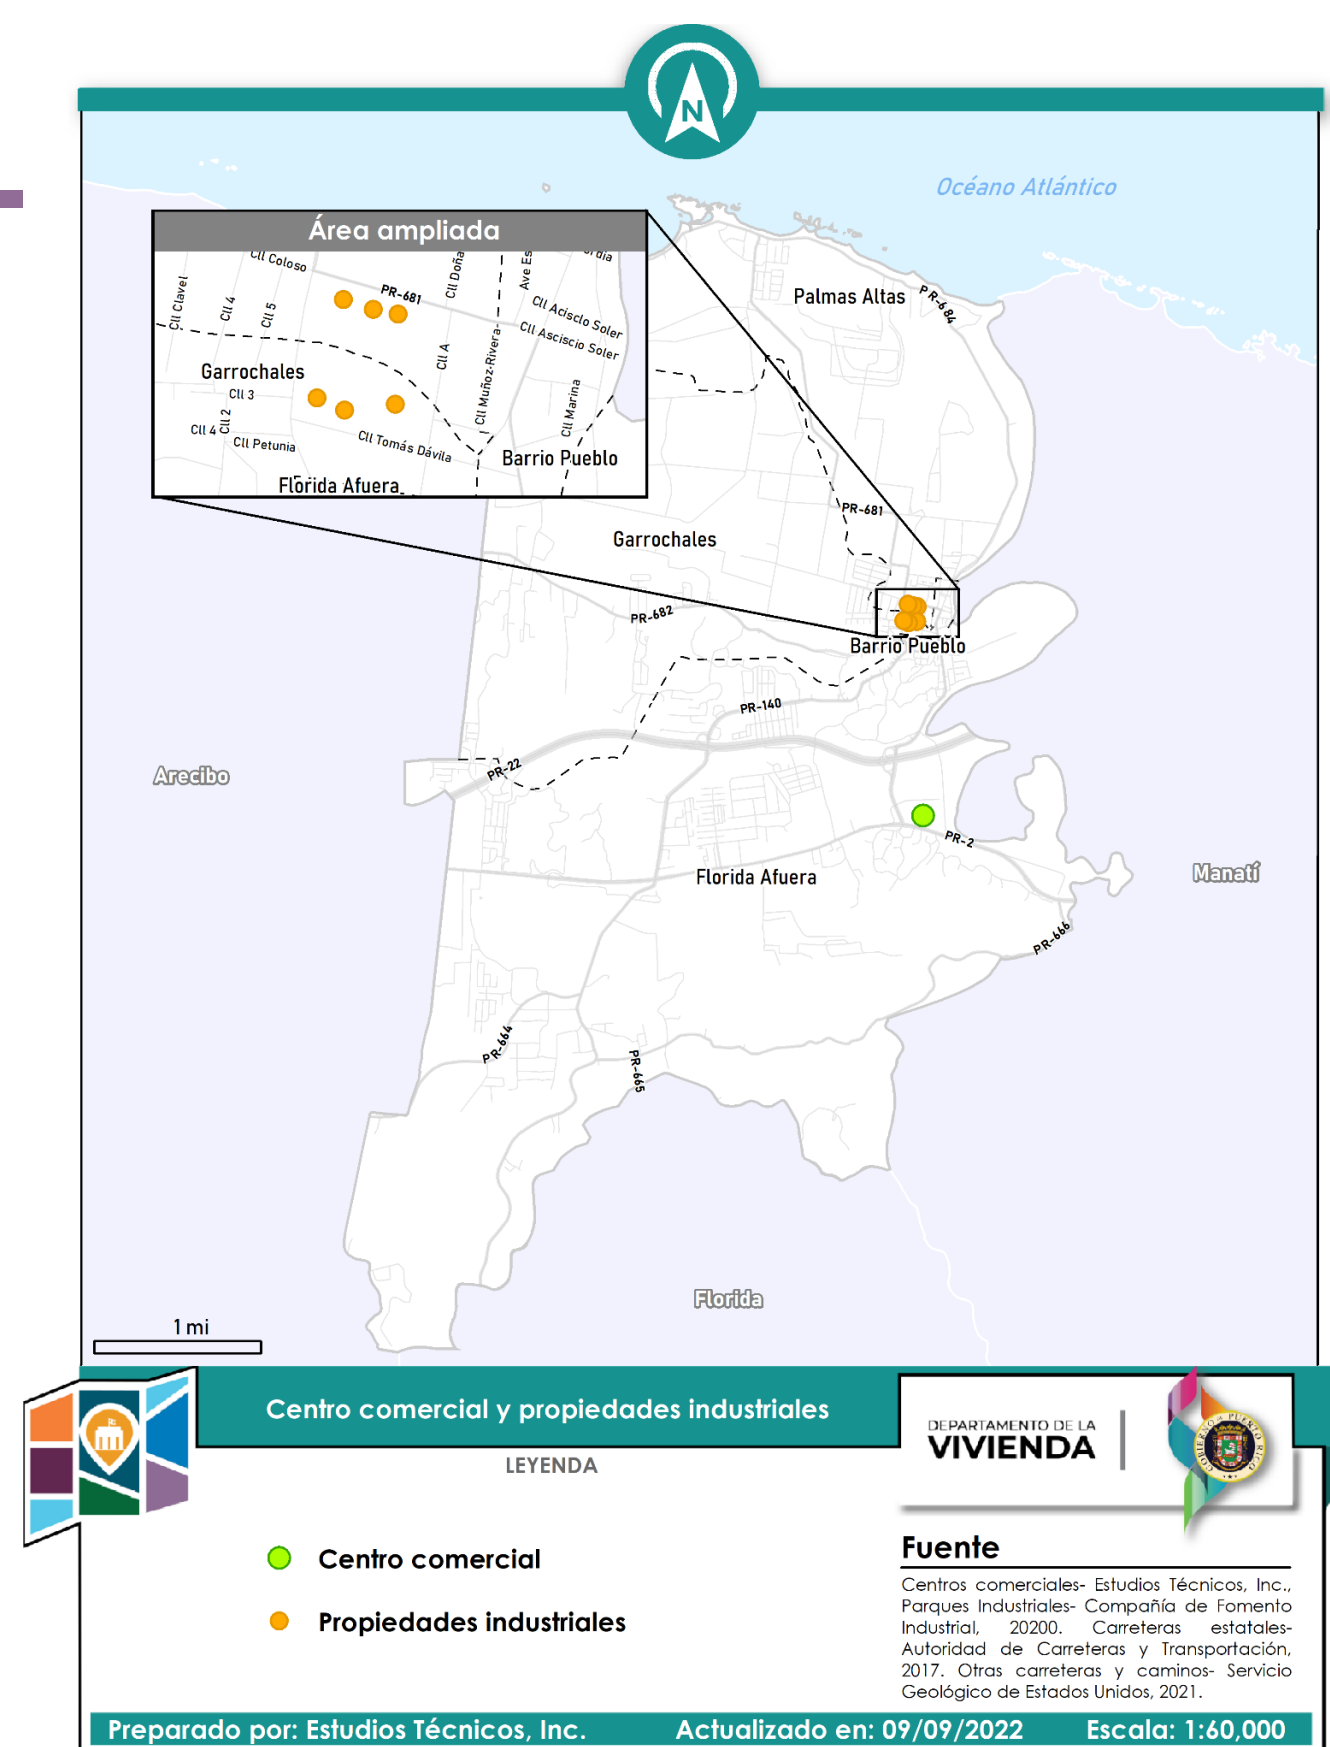 N
Océano Atlántico
Área ampliada
Cll Coloso
Cll Doña
Ave Es
Cll Clavel
Cll 4
Cll 5
PR-681
Cll Acisclo Soler
Cll Asciscio Soler
Cll A
Cll Muñoz-Rivera
Garrochales
Cll 3
Cll 2
Cll 4
Cll Petunia
Cll Tomás Dávila
Cll Marina
Barrio Pueblo
Florida Afuera
Palmas Altas
PR-684
PR-681
Garrochales
PR-682
Barrio Pueblo
PR-140
PR-22
Arecibo
PR-2
Manatí
Florida Afuera
PR-666
PR-664
PR-665
Florida
1 mi
Centro comercial y propiedades industriales
LEYENDA
Centro comercial
Propiedades industriales
DEPARTAMENTO DE LA
VIVIENDA
GOBIERNO DE PUERTO RICO
Fuente
Centros comerciales- Estudios Técnicos, Inc.,
Parques Industriales- Compañía de Fomento
Industrial, 20200. Carreteras estatales-
Autoridad de Carreteras y Transportación,
2017. Otras carreteras y caminos- Servicio
Geológico de Estados Unidos, 2021.
Preparado por: Estudios Técnicos, Inc.
Actualizado en: 09/09/2022
Escala: 1:60,000